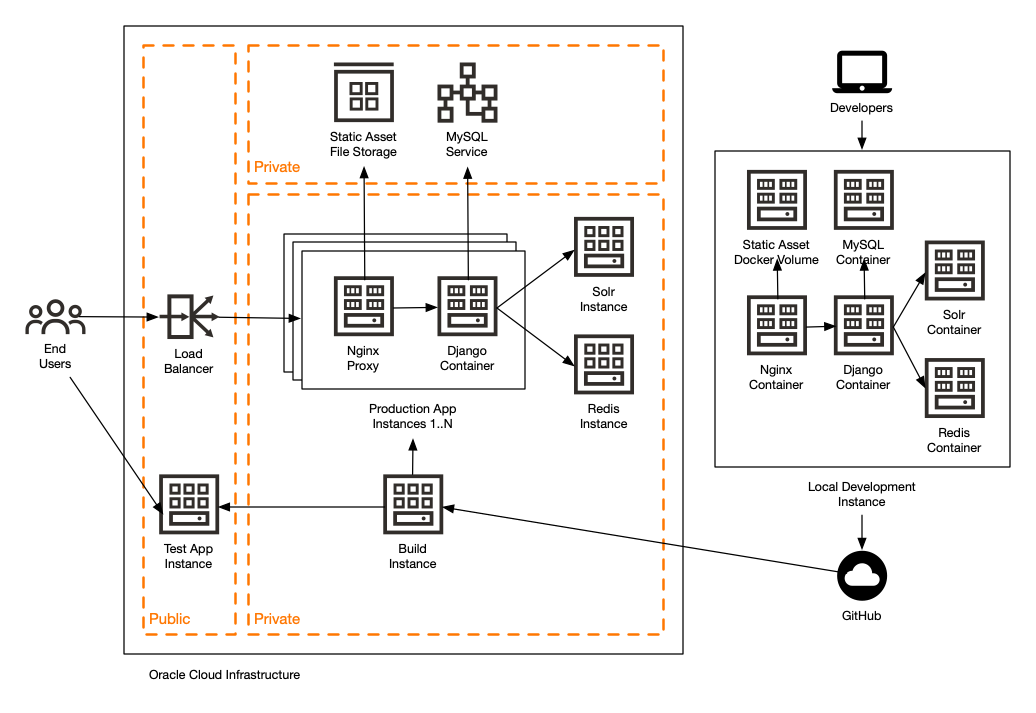 Developers
Static Asset
File Storage
MySQL
Service
Private
Static Asset
Docker Volume
MySQL
Container
Solr
Instance
Solr
Container
End
Users
Load
Balancer
Nginx
Proxy
Django
Container
Nginx
Container
Django
Container
Production App
Instances 1..N
Redis
Instance
Redis
Container
Local Development
Instance
Test App
Instance
Build
Instance
GitHub
Public
Private
Oracle Cloud Infrastructure